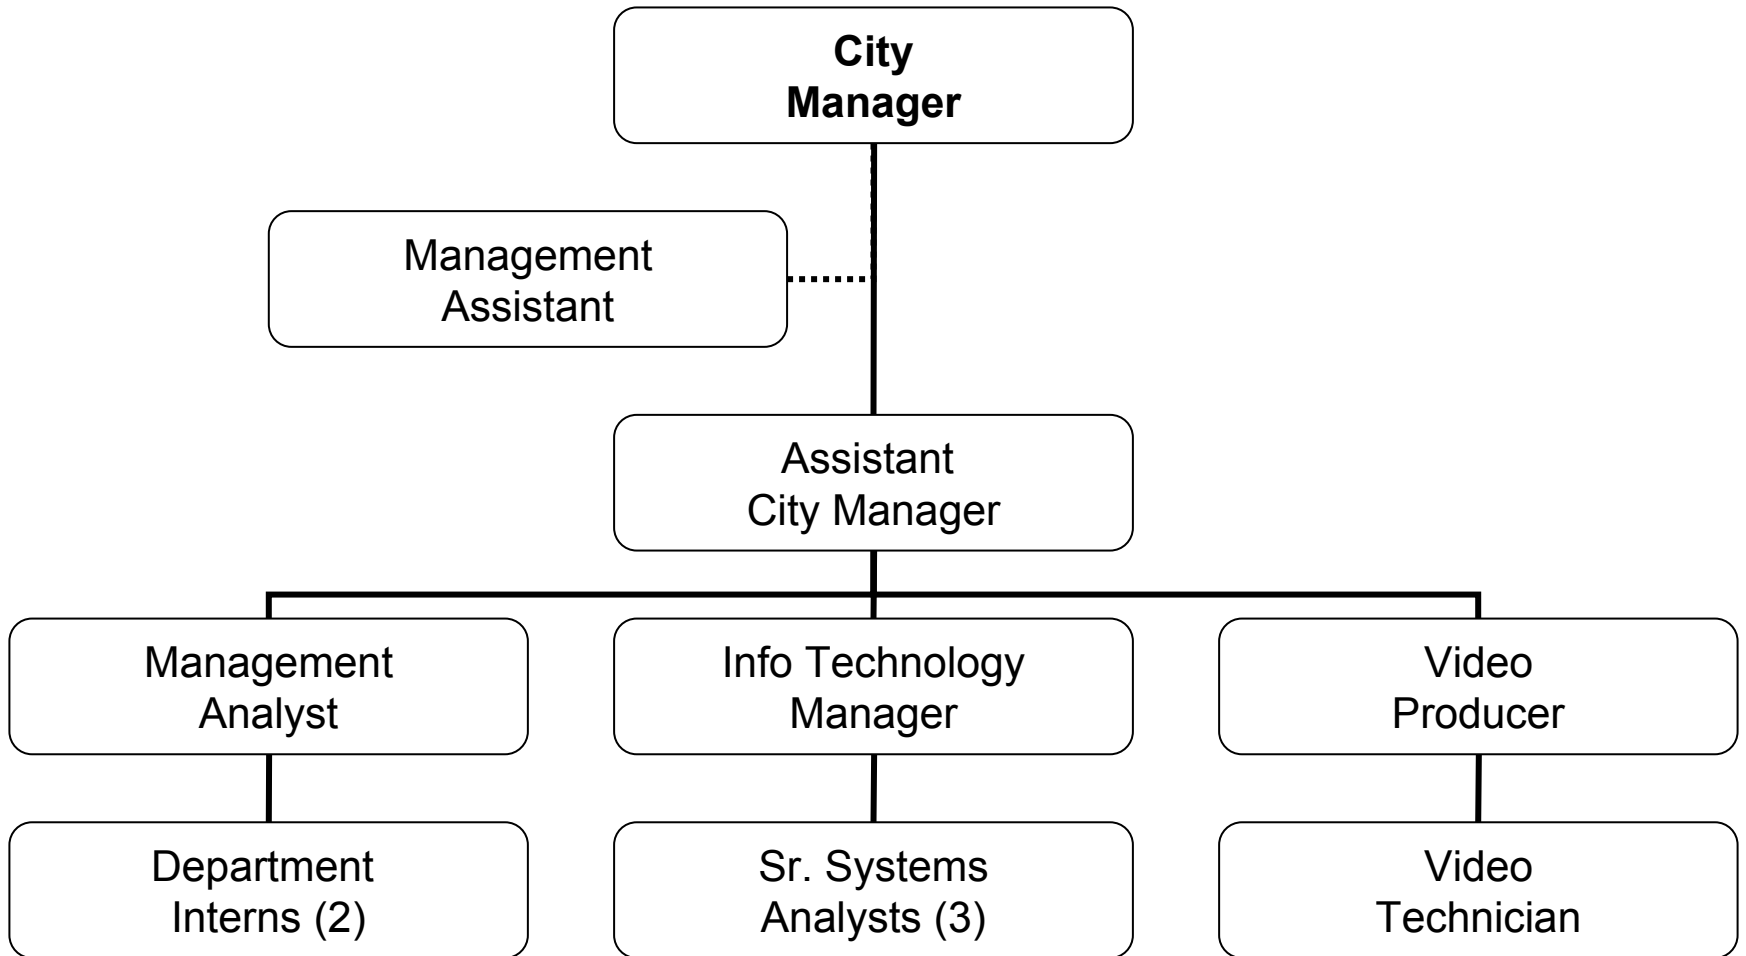 City
Manager
Management
Assistant
Assistant
City Manager
Management
Analyst
Info Technology
Manager
Video
Producer
Department
Interns (2)
Sr. Systems
Analysts (3)
Video
Technician